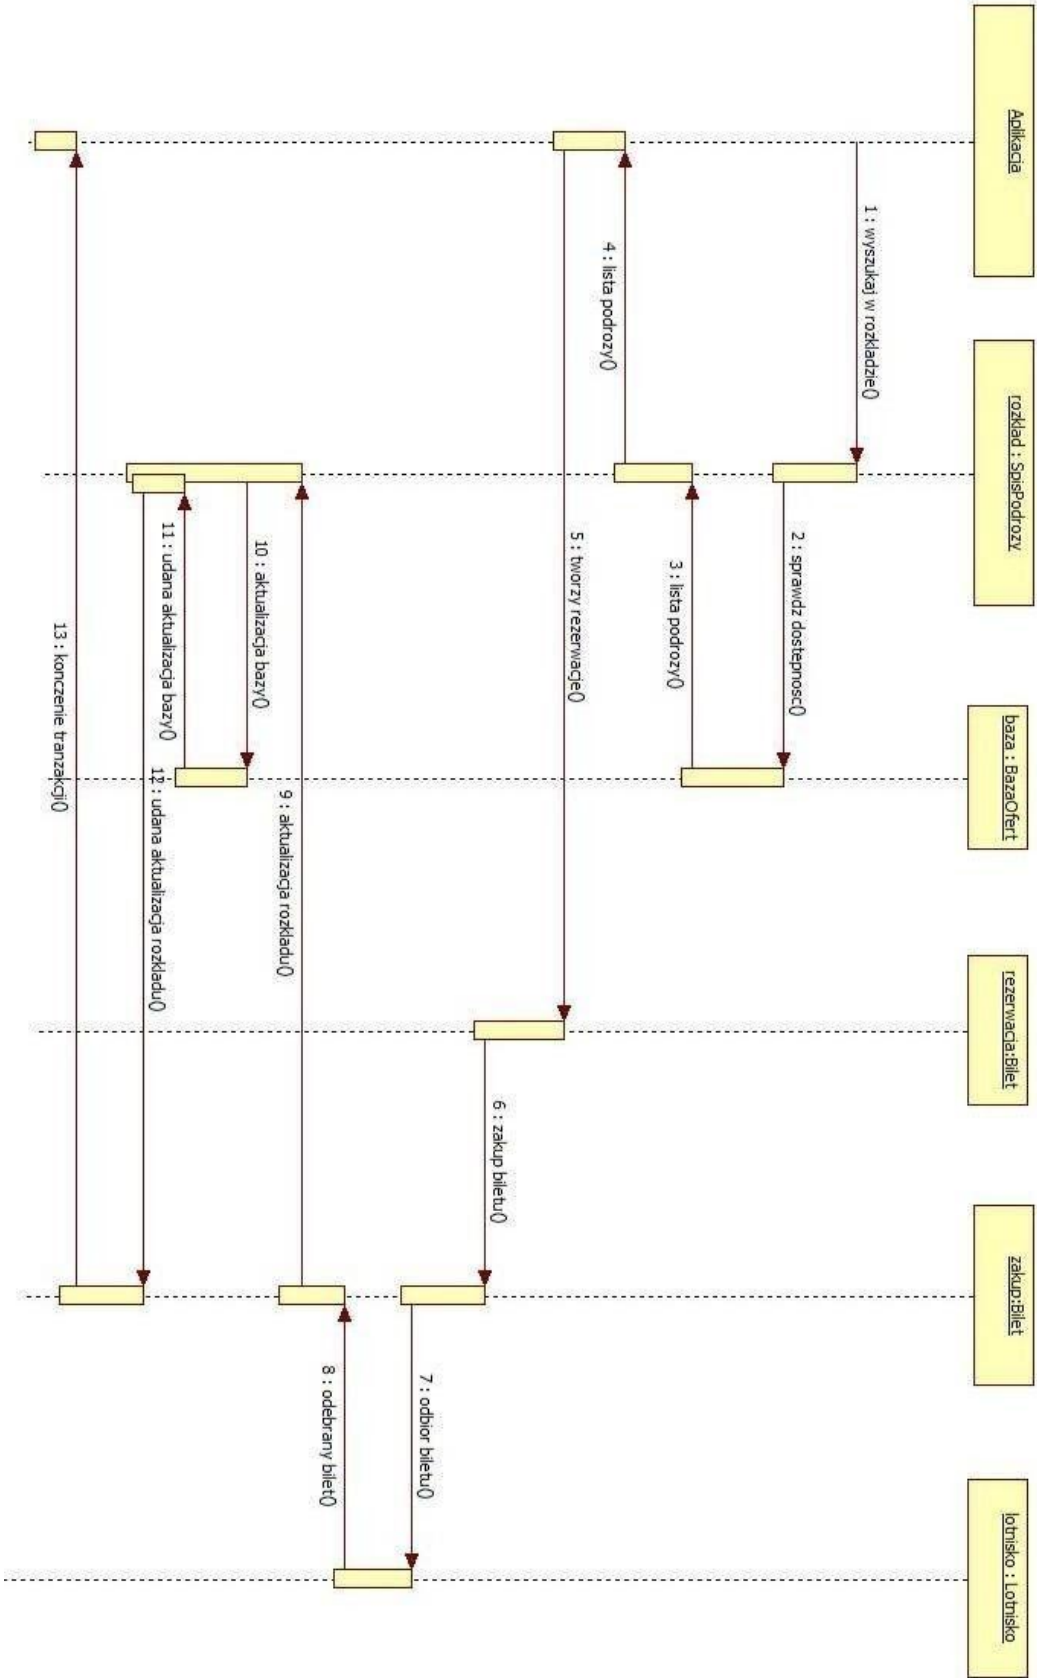 Aplikacja
rozklad : SpisPodrozy
baza : BazaOfert
rezerwacja:Bilet
zakup:Bilet
lotnisko : Lotnisko
1 : wyszukaj w rozkladzie()
2 : sprawdz dostepnosc()
3 : lista podrozy()
4 : lista podrozy()
5 : tworzy rezerwacje()
6 : zakup biletu()
7 : odbior biletu()
8 : odebrany bilet()
9 : aktualizacja rozkladu()
10 : aktualizacja bazy()
11 : udana aktualizacja bazy()
12 : udana aktualizacja rozkladu()
13 : konczenie tranzakcji()